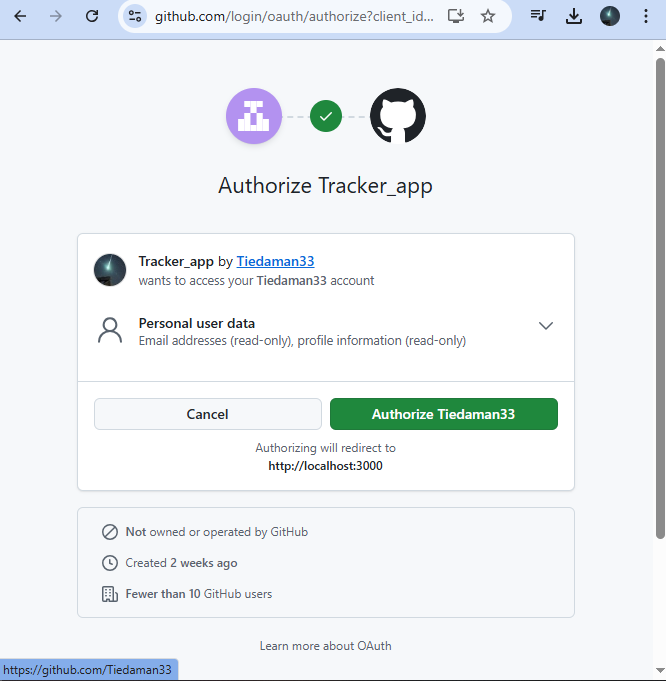 github.com/login/oauth/authorize?client_id...
Authorize Tracker_app
Tracker_app by Tiedaman33
wants to access your Tiedaman33 account
Personal user data
Email addresses (read-only), profile information (read-only)
Cancel
Authorize Tiedaman33
Authorizing will redirect to
http://localhost:3000
Not owned or operated by GitHub
Created 2 weeks ago
Fewer than 10 GitHub users
Learn more about OAuth
https://github.com/Tiedaman33